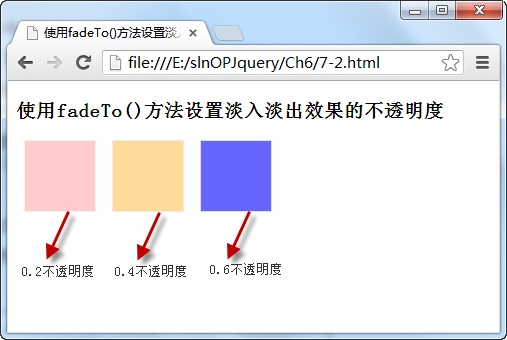 使用fadeTo()方法设置淡入
file:///E:/slnOPJquery/Ch6/7-2.html
使用fadeTo()方法设置淡入淡出效果的不透明度
0.2不透明度
0.4不透明度
0.6不透明度